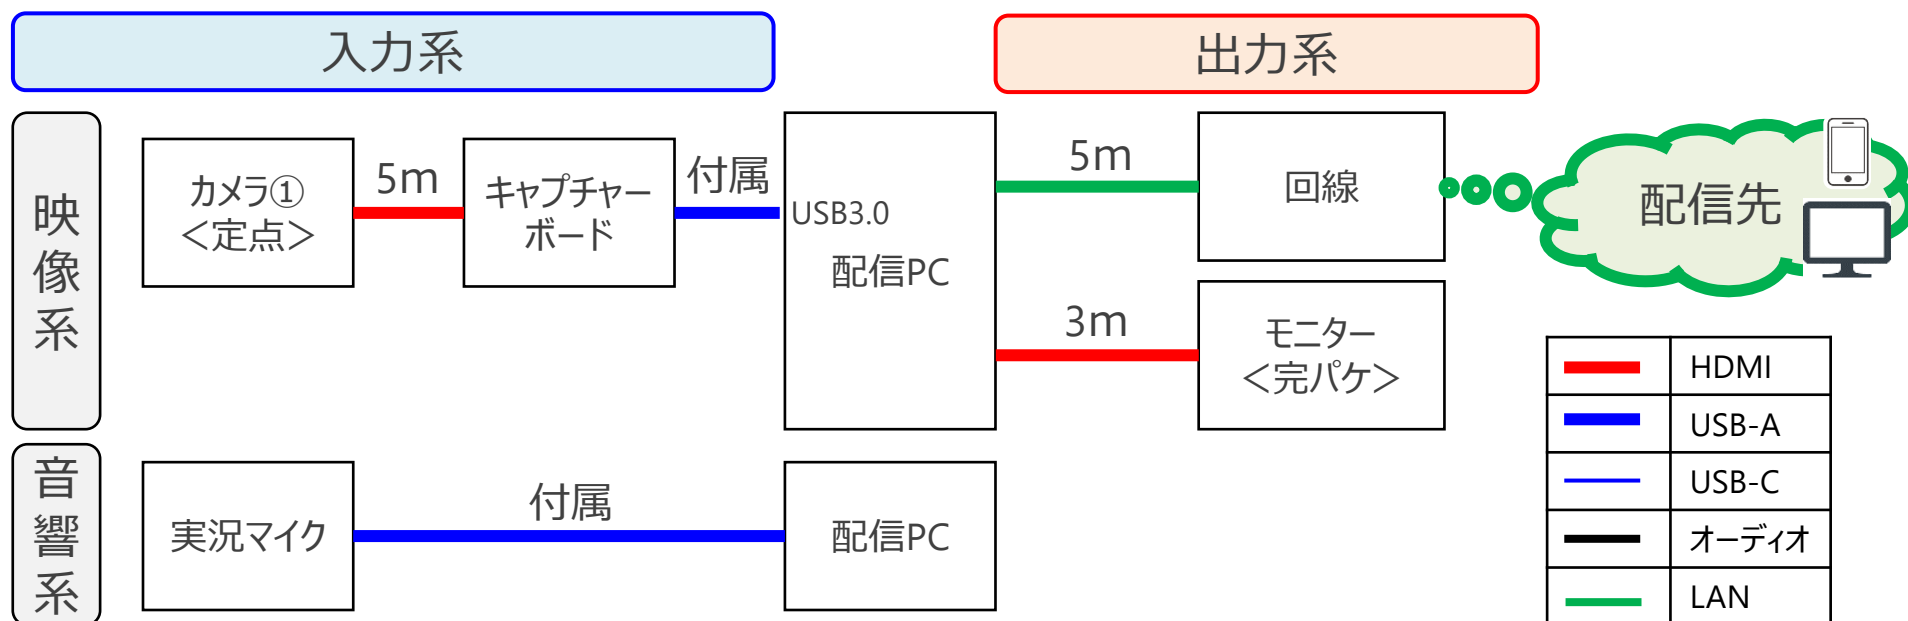 入力系
出力系
映像系
カメラ①
＜定点＞
5m
キャプチャー
ボード
付属
USB3.0
配信PC
5m
回線
配信先
3m
モニター
＜完パケ＞
音響系
実況マイク
付属
配信PC
HDMI
USB-A
USB-C
オーディオ
LAN